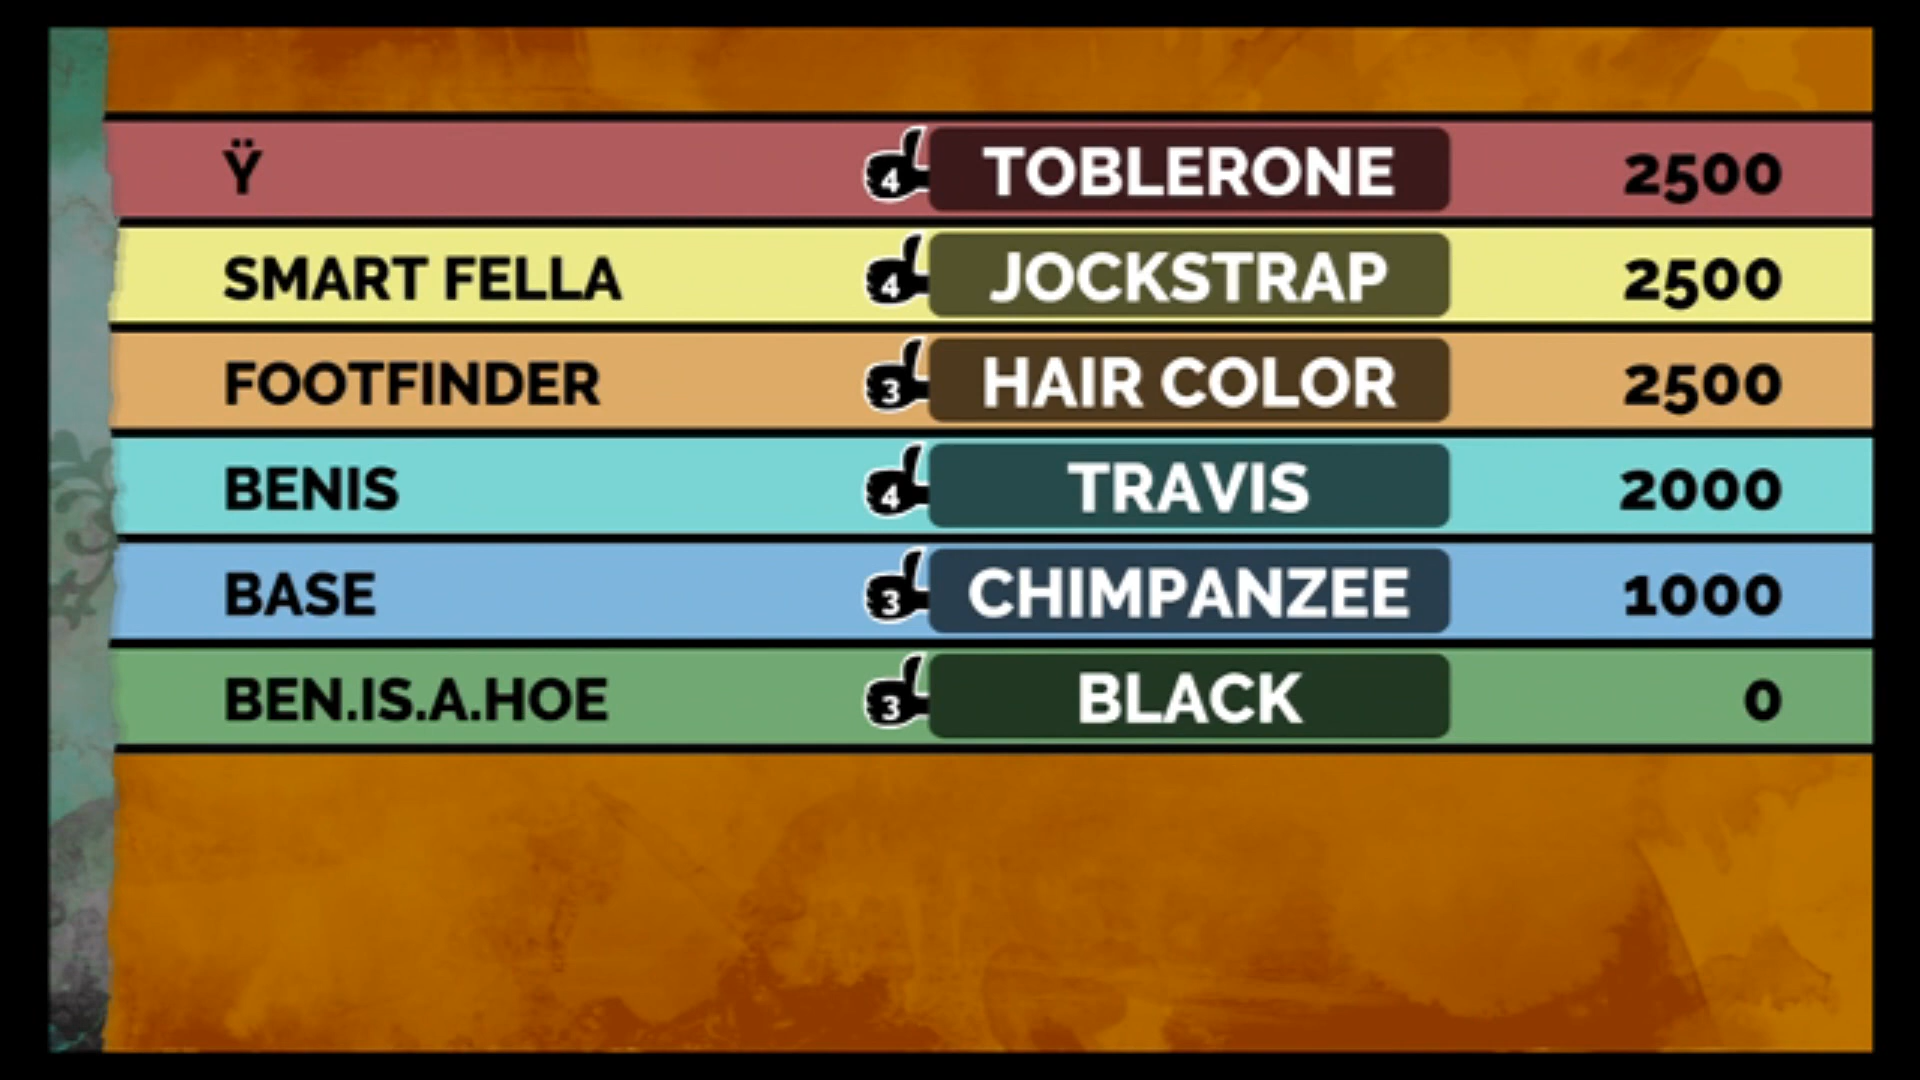 Ÿ 4 TOBLERONE 2500
SMART FELLA 4 JOCKSTRAP 2500
FOOTFINDER 3 HAIR COLOR 2500
BENIS 4 TRAVIS 2000
BASE 3 CHIMPANZEE 1000
BEN.IS.A.HOE 3 BLACK 0